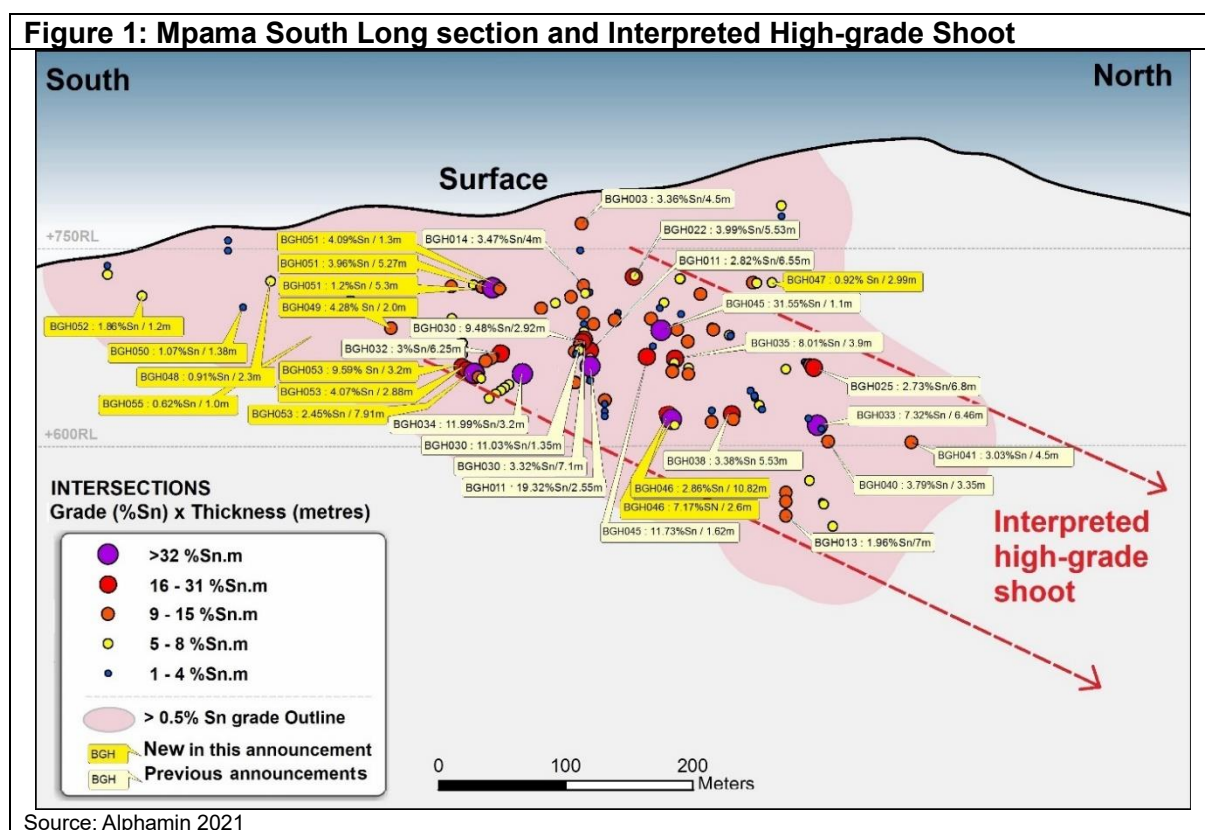 Figure 1: Mpama South Long section and Interpreted High-grade Shoot
South
North
Surface
+750RL
+600RL
BGH003 : 3.36%Sn/4.5m
BGH051 : 4.09%Sn / 1.3m
BGH014 : 3.47%Sn/4m
BGH022 : 3.99%Sn/5.53m
BGH051 : 3.96%Sn / 5.27m
BGH011 : 2.82%Sn/6.55m
BGH051 : 1.2%Sn / 5.3m
BGH047 : 0.92% Sn / 2.99m
BGH049 : 4.28% Sn / 2.0m
BGH045 : 31.55%Sn / 1.1m
BGH052 : 1.86%Sn / 1.2m
BGH030 : 9.48%Sn/2.92m
BGH050 : 1.07%Sn / 1.38m
BGH032 : 3%Sn/6.25m
BGH035 : 8.01%Sn / 3.9m
BGH048 : 0.91%Sn / 2.3m
BGH053 : 9.59% Sn / 3.2m
BGH025 : 2.73%Sn/6.8m
BGH055 : 0.62%Sn / 1.0m
BGH053 : 4.07%Sn / 2.88m
BGH053 : 2.45%Sn / 7.91m
BGH033 : 7.32%Sn / 6.46m
BGH034 : 11.99%Sn/3.2m
BGH030 : 11.03%Sn/1.35m
BGH041 : 3.03%Sn / 4.5m
BGH030 : 3.32%Sn/7.1m
BGH038 : 3.38%Sn 5.53m
BGH040 : 3.79%Sn / 3.35m
BGH011 : 19.32%Sn/2.55m
BGH046 : 2.86%Sn / 10.82m
BGH046 : 7.17%SN / 2.6m
BGH045 : 11.73%Sn / 1.62m
BGH013 : 1.96%Sn/7m
Interpreted
high-grade
shoot
INTERSECTIONS
Grade (%Sn) x Thickness (metres)
>32 %Sn.m
16 - 31 %Sn.m
9 - 15 %Sn.m
5 - 8 %Sn.m
1 - 4 %Sn.m
> 0.5% Sn grade Outline
BGH New in this announcement
BGH Previous announcements
0 100 200
Meters
Source: Alphamin 2021